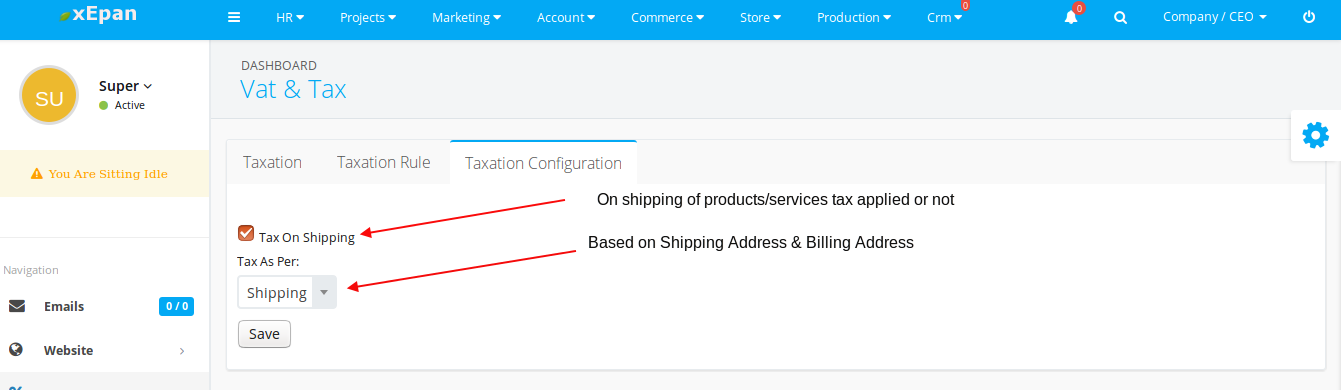 xEpan
HR
Projects
Marketing
Account
Commerce
Store
Production
Crm
0
0
Company / CEO
SU
Super
Active
DASHBOARD
Vat & Tax
You Are Sitting Idle
Taxation
Taxation Rule
Taxation Configuration
On shipping of products/services tax applied or not
Tax On Shipping
Based on Shipping Address & Billing Address
Tax As Per:
Shipping
Save
Navigation
Emails
0 / 0
Website